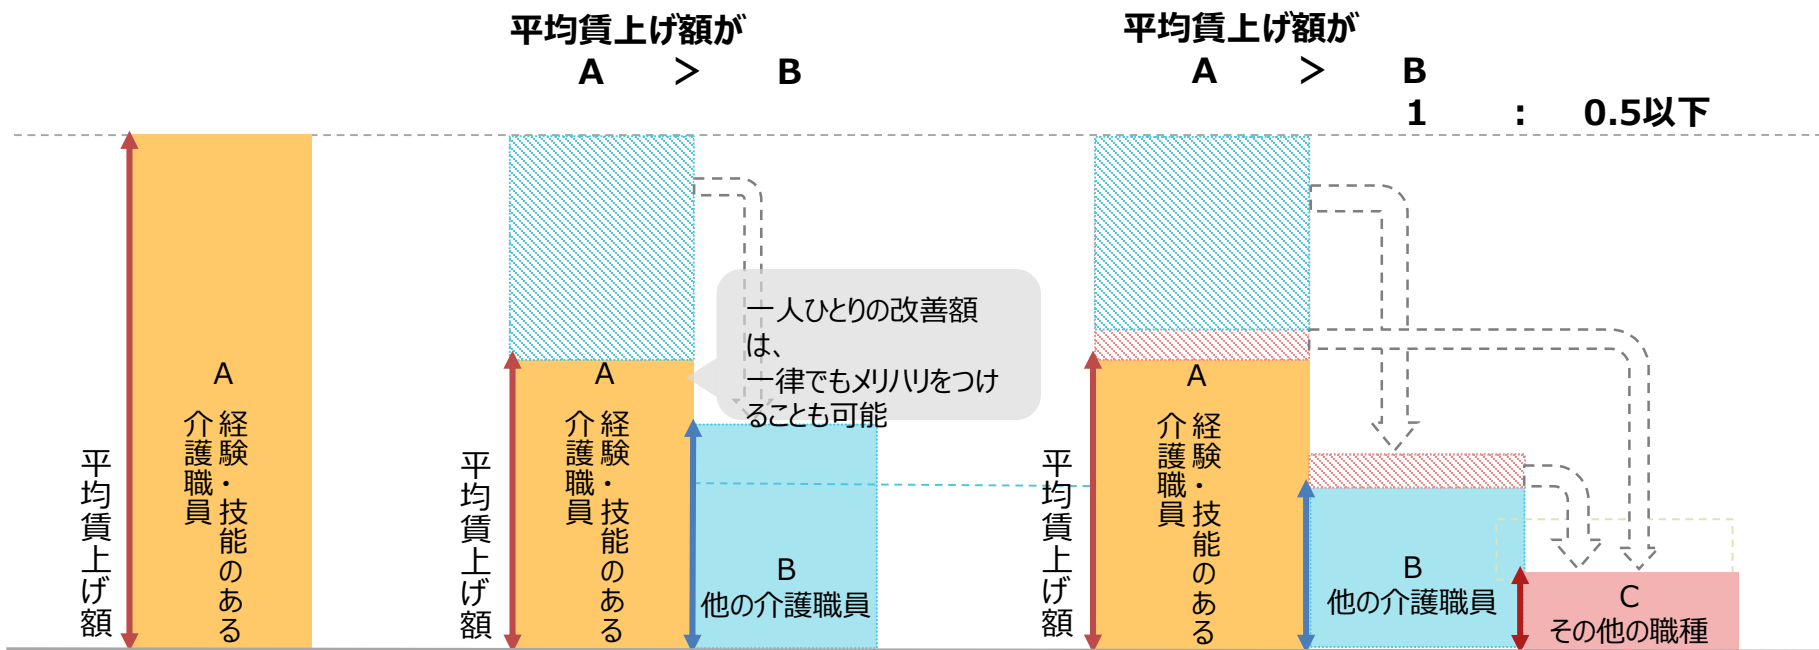 平均賃上げ額が
A ＞ B
平均賃上げ額が
A ＞ B
1 : 0.5以下
平均賃上げ額
A
経験・技能のある
介護職員
平均賃上げ額
A
経験・技能のある
介護職員
一人ひとりの改善額
は、
一律でもメリハリをつけ
ることも可能
B
他の介護職員
平均賃上げ額
A
経験・技能のある
介護職員
B
他の介護職員
C
その他の職種